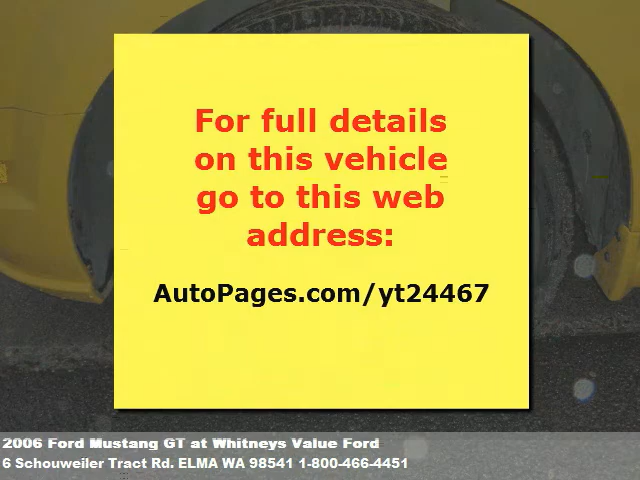 For full details
on this vehicle
go to this web
address:
AutoPages.com/yt24467
2006 Ford Mustang GT at Whitneys Value Ford
6 Schouweiler Tract Rd. ELMA WA 98541 1-800-466-4451